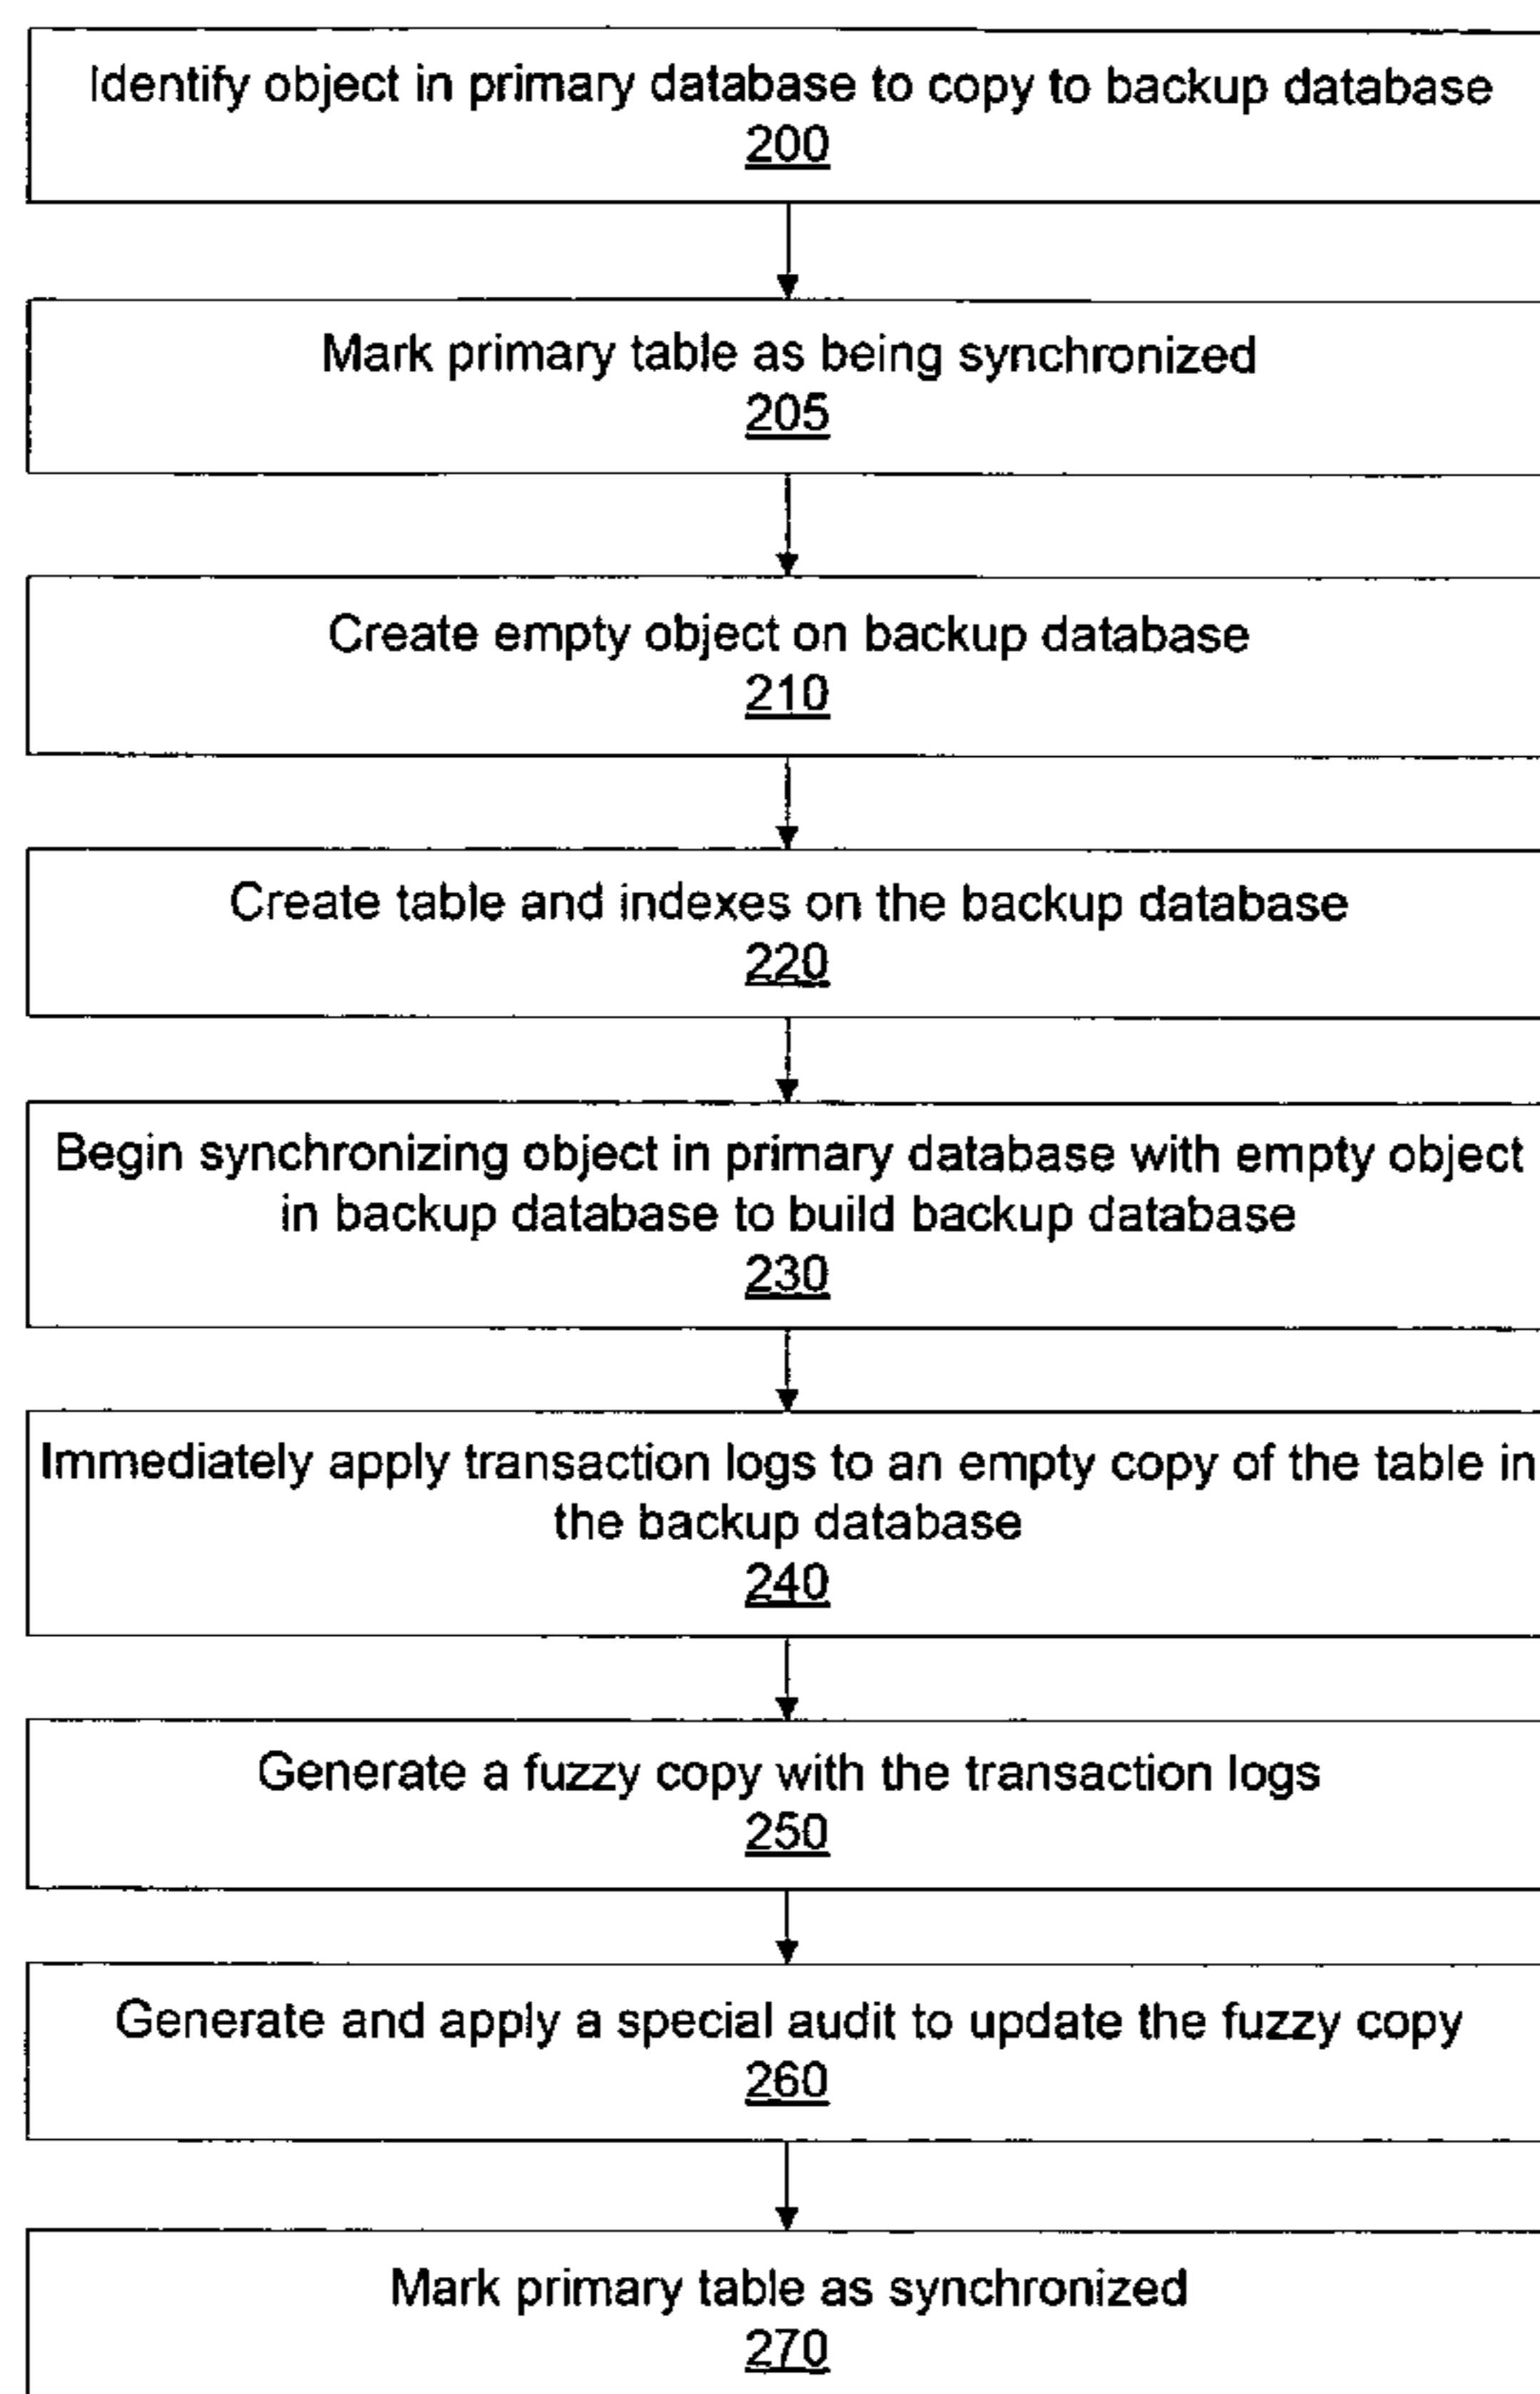 Identify object in primary database to copy to backup database
200
Mark primary table as being synchronized
205
Create empty object on backup database
210
Create table and indexes on the backup database
220
Begin synchronizing object in primary database with empty object
in backup database to build backup database
230
Immediately apply transaction logs to an empty copy of the table in
the backup database
240
Generate a fuzzy copy with the transaction logs
250
Generate and apply a special audit to update the fuzzy copy
260
Mark primary table as synchronized
270